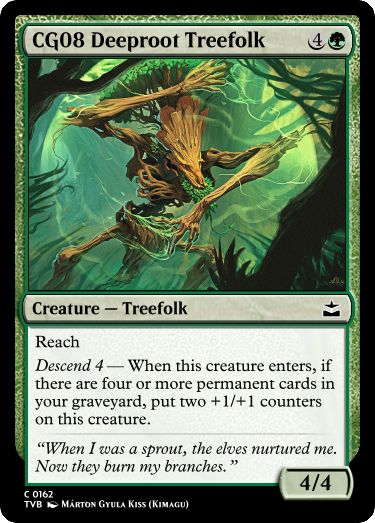 CG08 Deeproot Treefolk 4
Creature — Treefolk
Reach
Descend 4 — When this creature enters, if
there are four or more permanent cards in
your graveyard, put two +1/+1 counters
on this creature.
“When I was a sprout, the elves nurtured me.
Now they burn my branches.”
4/4
C 0162
TVB MÁRTON GYULA KISS (KIMAGU)